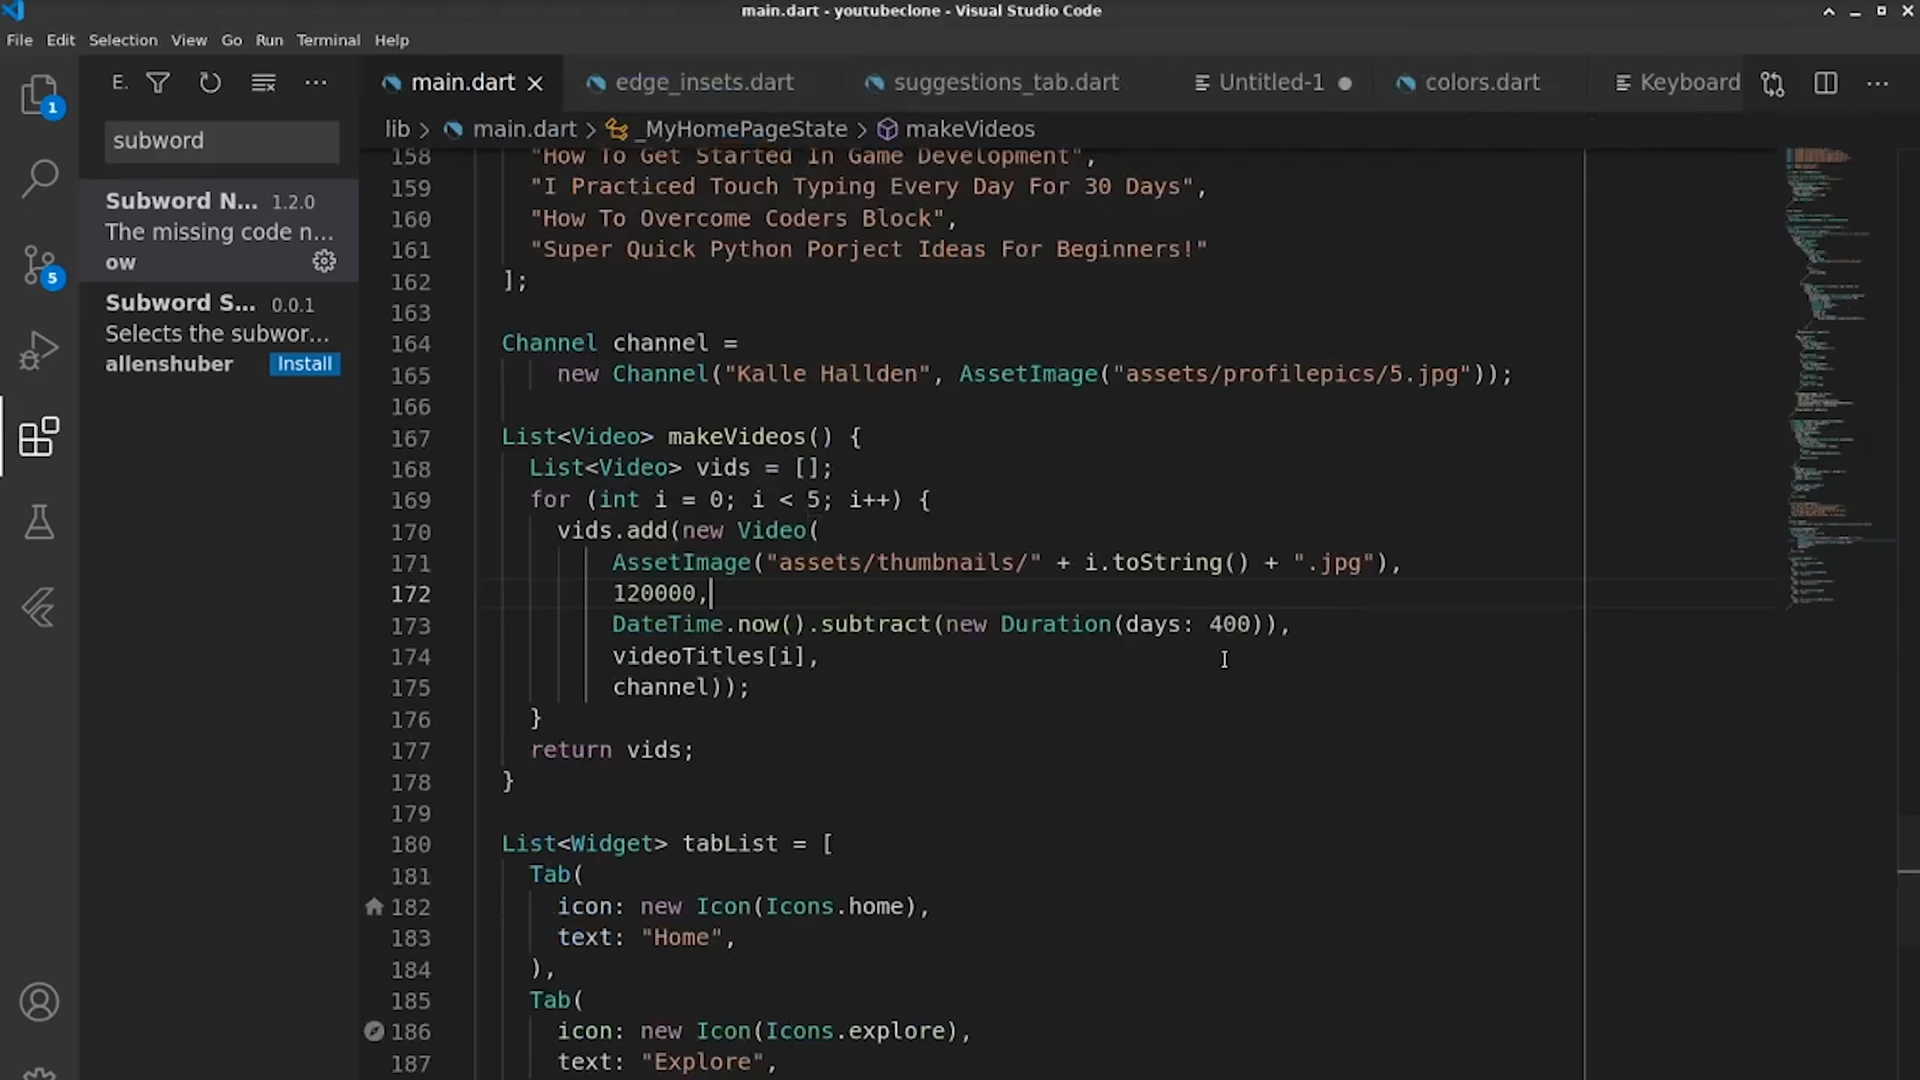 main.dart - youtubeclone - Visual Studio Code
File Edit Selection View Go Run Terminal Help
E.
main.dart edge_insets.dart suggestions_tab.dart Untitled-1 colors.dart Keyboard
1
subword
lib > main.dart > _MyHomePageState > makeVideos
Subword N... 1.2.0
The missing code n...
ow
Subword S... 0.0.1
Selects the subwor...
allenshuber Install
5
158 "How To Get Started In Game Development",
159 "I Practiced Touch Typing Every Day For 30 Days",
160 "How To Overcome Coders Block",
161 "Super Quick Python Porject Ideas For Beginners!"
162 ];
163
164 Channel channel =
165 new Channel("Kalle Hallden", AssetImage("assets/profilepics/5.jpg"));
166
167 List<Video> makeVideos() {
168 List<Video> vids = [];
169 for (int i = 0; i < 5; i++) {
170 vids.add(new Video(
171 AssetImage("assets/thumbnails/" + i.toString() + ".jpg"),
172 120000,
173 DateTime.now().subtract(new Duration(days: 400)),
174 videoTitles[i],
175 channel));
176 }
177 return vids;
178 }
179
180 List<Widget> tabList = [
181 Tab(
182 icon: new Icon(Icons.home),
183 text: "Home",
184 ),
185 Tab(
186 icon: new Icon(Icons.explore),
187 text: "Explore",